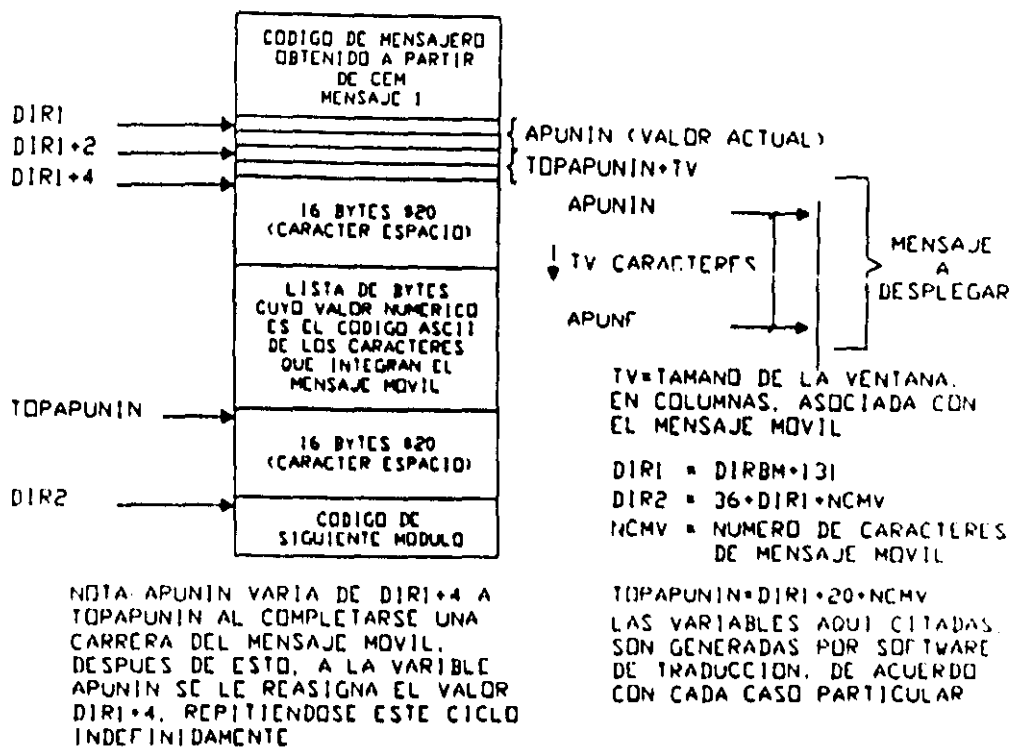 CODIGO DE MENSAJERO
OBTENIDO A PARTIR
DE CEM
MENSAJE 1
DIR1
DIR1+2
DIR1+4
APUNIN (VALOR ACTUAL)
TOPAPUNIN+TV
16 BYTES $20
(CARACTER ESPACIO)
LISTA DE BYTES
CUYO VALOR NUMERICO
ES EL CODIGO ASCII
DE LOS CARACTERES
QUE INTEGRAN EL
MENSAJE MOVIL
TOPAPUNIN
16 BYTES $20
(CARACTER ESPACIO)
DIR2
CODIGO DE
SIGUIENTE MODULO
APUNIN
TV CARACTERES
APUNF
MENSAJE
A
DESPLEGAR
TV=TAMANO DE LA VENTANA,
EN COLUMNAS, ASOCIADA CON
EL MENSAJE MOVIL
DIR1 = DIRBM+131
DIR2 = 36+DIR1+NCMV
NCMV = NUMERO DE CARACTERES
DE MENSAJE MOVIL
TOPAPUNIN=DIR1+20+NCMV
LAS VARIABLES AQUI CITADAS,
SON GENERADAS POR SOFTWARE
DE TRADUCCION, DE ACUERDO
CON CADA CASO PARTICULAR
NOTA: APUNIN VARIA DE DIR1+4 A
TOPAPUNIN AL COMPLETARSE UNA
CARRERA DEL MENSAJE MOVIL.
DESPUES DE ESTO, A LA VARIBLE
APUNIN SE LE REASIGNA EL VALOR
DIR1+4, REPITIENDOSE ESTE CICLO
INDEFINIDAMENTE